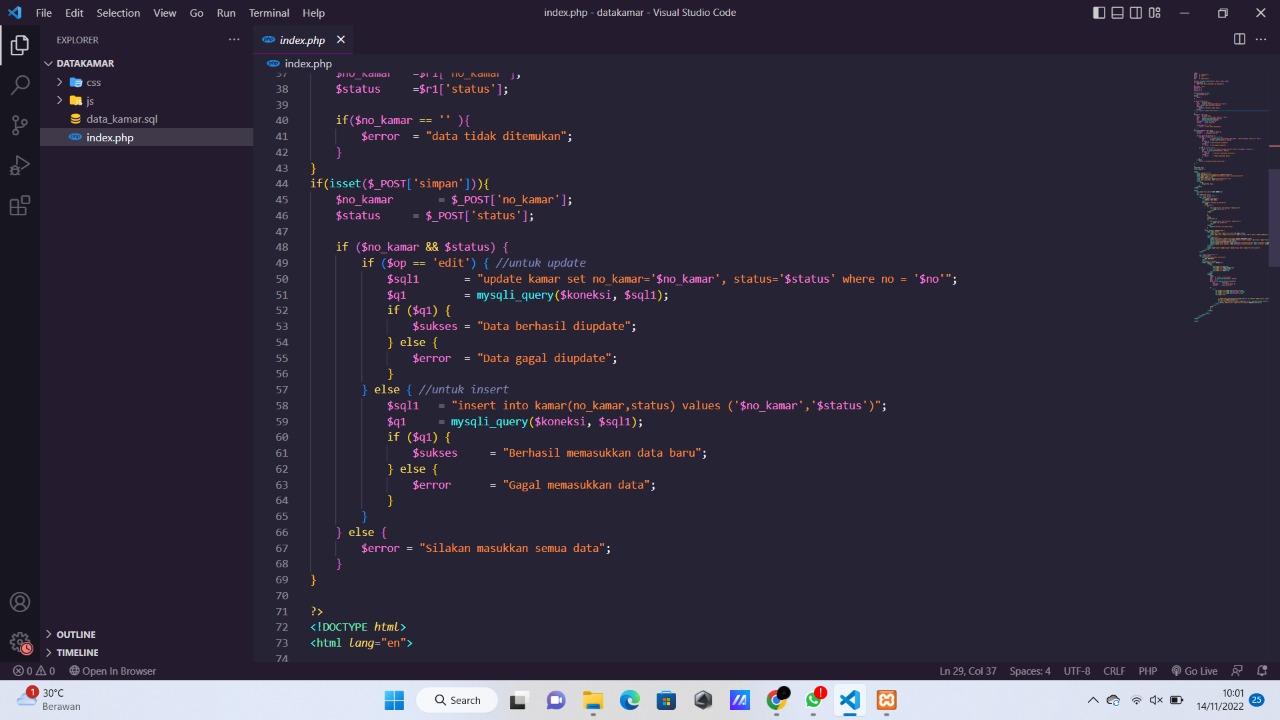 File Edit Selection View Go Run Terminal Help
index.php - datakamar - Visual Studio Code
EXPLORER
DATAKAMAR
css
js
data_kamar.sql
index.php
OUTLINE
TIMELINE
index.php
index.php
37 $no_kamar =$r1['no_kamar'];
38 $status =$r1['status'];
39
40 if($no_kamar == '' ){
41 $error = "data tidak ditemukan";
42 }
43 }
44 if(isset($_POST['simpan'])){
45 $no_kamar = $_POST['no_kamar'];
46 $status = $_POST['status'];
47
48 if ($no_kamar && $status) {
49 if ($op == 'edit') { //untuk update
50 $sql1 = "update kamar set no_kamar='$no_kamar', status='$status' where no = '$no'";
51 $q1 = mysqli_query($koneksi, $sql1);
52 if ($q1) {
53 $sukses = "Data berhasil diupdate";
54 } else {
55 $error = "Data gagal diupdate";
56 }
57 } else { //untuk insert
58 $sql1 = "insert into kamar(no_kamar,status) values ('$no_kamar','$status')";
59 $q1 = mysqli_query($koneksi, $sql1);
60 if ($q1) {
61 $sukses = "Berhasil memasukkan data baru";
62 } else {
63 $error = "Gagal memasukkan data";
64 }
65 }
66 } else {
67 $error = "Silakan masukkan semua data";
68 }
69 }
70
71 ?>
72 <!DOCTYPE html>
73 <html lang="en">
74
0 0 Open In Browser
Ln 29, Col 37 Spaces: 4 UTF-8 CRLF PHP Go Live
1 30°C
Berawan
Search
10:01
14/11/2022 25